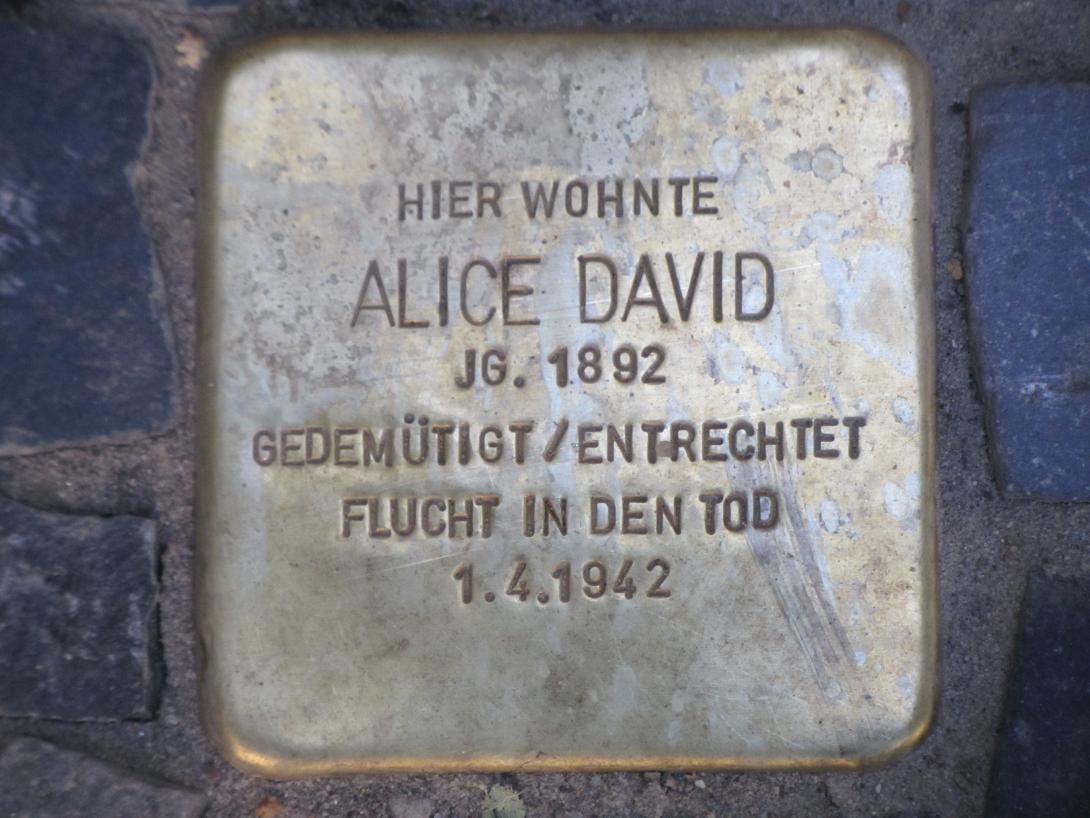 HIER WOHNTE
ALICE DAVID
JG. 1892
GEDEMÜTIGT/ENTRECHTET
FLUCHT IN DEN TOD
1.4.1942